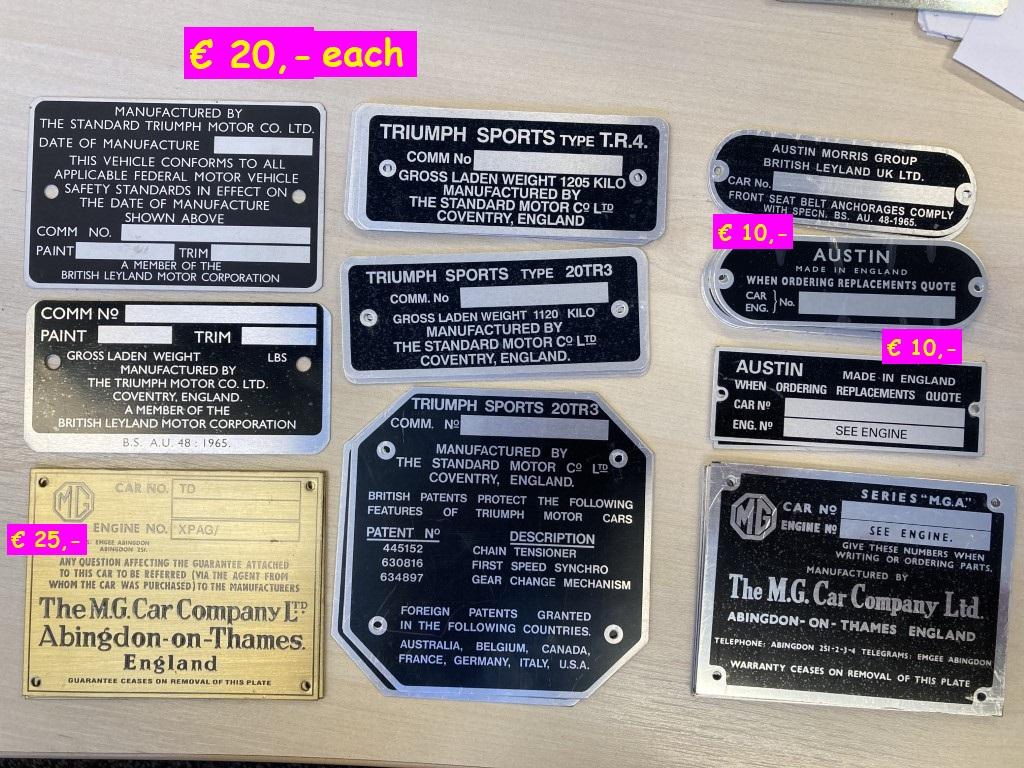 € 20,- each
MANUFACTURED BY
THE STANDARD TRIUMPH MOTOR CO. LTD.
DATE OF MANUFACTURE
THIS VEHICLE CONFORMS TO ALL
APPLICABLE FEDERAL MOTOR VEHICLE
SAFETY STANDARDS IN EFFECT ON
THE DATE OF MANUFACTURE
SHOWN ABOVE
COMM NO.
PAINT TRIM
A MEMBER OF THE
BRITISH LEYLAND MOTOR CORPORATION
TRIUMPH SPORTS TYPE T.R.4.
COMM No
GROSS LADEN WEIGHT 1205 KILO
MANUFACTURED BY
THE STANDARD MOTOR Cº LTD
COVENTRY, ENGLAND
AUSTIN MORRIS GROUP
BRITISH LEYLAND UK LTD.
CAR No.
FRONT SEAT BELT ANCHORAGES COMPLY
WITH SPECN. BS. AU. 48-1965.
€ 10,-
AUSTIN
MADE IN ENGLAND
WHEN ORDERING REPLACEMENTS QUOTE
CAR
ENG. } No.
€ 10,-
TRIUMPH SPORTS TYPE 20TR3
COMM. No
GROSS LADEN WEIGHT 1120 KILO
MANUFACTURED BY
THE STANDARD MOTOR Cº LTD
COVENTRY, ENGLAND.
COMM Nº
PAINT TRIM
GROSS LADEN WEIGHT LBS
MANUFACTURED BY
THE TRIUMPH MOTOR CO. LTD.
COVENTRY, ENGLAND.
A MEMBER OF THE
BRITISH LEYLAND MOTOR CORPORATION
B.S. A.U. 48 : 1965.
AUSTIN MADE IN ENGLAND
WHEN ORDERING REPLACEMENTS QUOTE
CAR Nº
ENG. Nº SEE ENGINE
MG
CAR NO. TD
ENGINE NO. XPAG/
€ 25,-
EMGEE ABINGDON
ABINGDON 251.
ANY QUESTION AFFECTING THE GUARANTEE ATTACHED
TO THIS CAR TO BE REFERRED (VIA THE AGENT FROM
WHOM THE CAR WAS PURCHASED) TO THE MANUFACTURERS
The M.G. Car Company LTD
Abingdon-on-Thames.
England
GUARANTEE CEASES ON REMOVAL OF THIS PLATE
TRIUMPH SPORTS 20TR3
COMM. Nº
MANUFACTURED BY
THE STANDARD MOTOR Cº LTD
COVENTRY, ENGLAND.
BRITISH PATENTS PROTECT THE FOLLOWING
FEATURES OF TRIUMPH MOTOR CARS
PATENT Nº DESCRIPTION
445152 CHAIN TENSIONER
630816 FIRST SPEED SYNCHRO
634897 GEAR CHANGE MECHANISM
FOREIGN PATENTS GRANTED
IN THE FOLLOWING COUNTRIES.
AUSTRALIA, BELGIUM, CANADA,
FRANCE, GERMANY, ITALY, U.S.A.
SERIES "M.G.A."
MG
CAR Nº
ENGINE Nº SEE ENGINE.
GIVE THESE NUMBERS WHEN
WRITING OR ORDERING PARTS.
MANUFACTURED BY
The M.G. Car Company Ltd.
ABINGDON-ON-THAMES ENGLAND
TELEPHONE: ABINGDON 251-2-3-4 TELEGRAMS: EMGEE ABINGDON
WARRANTY CEASES ON REMOVAL OF THIS PLATE